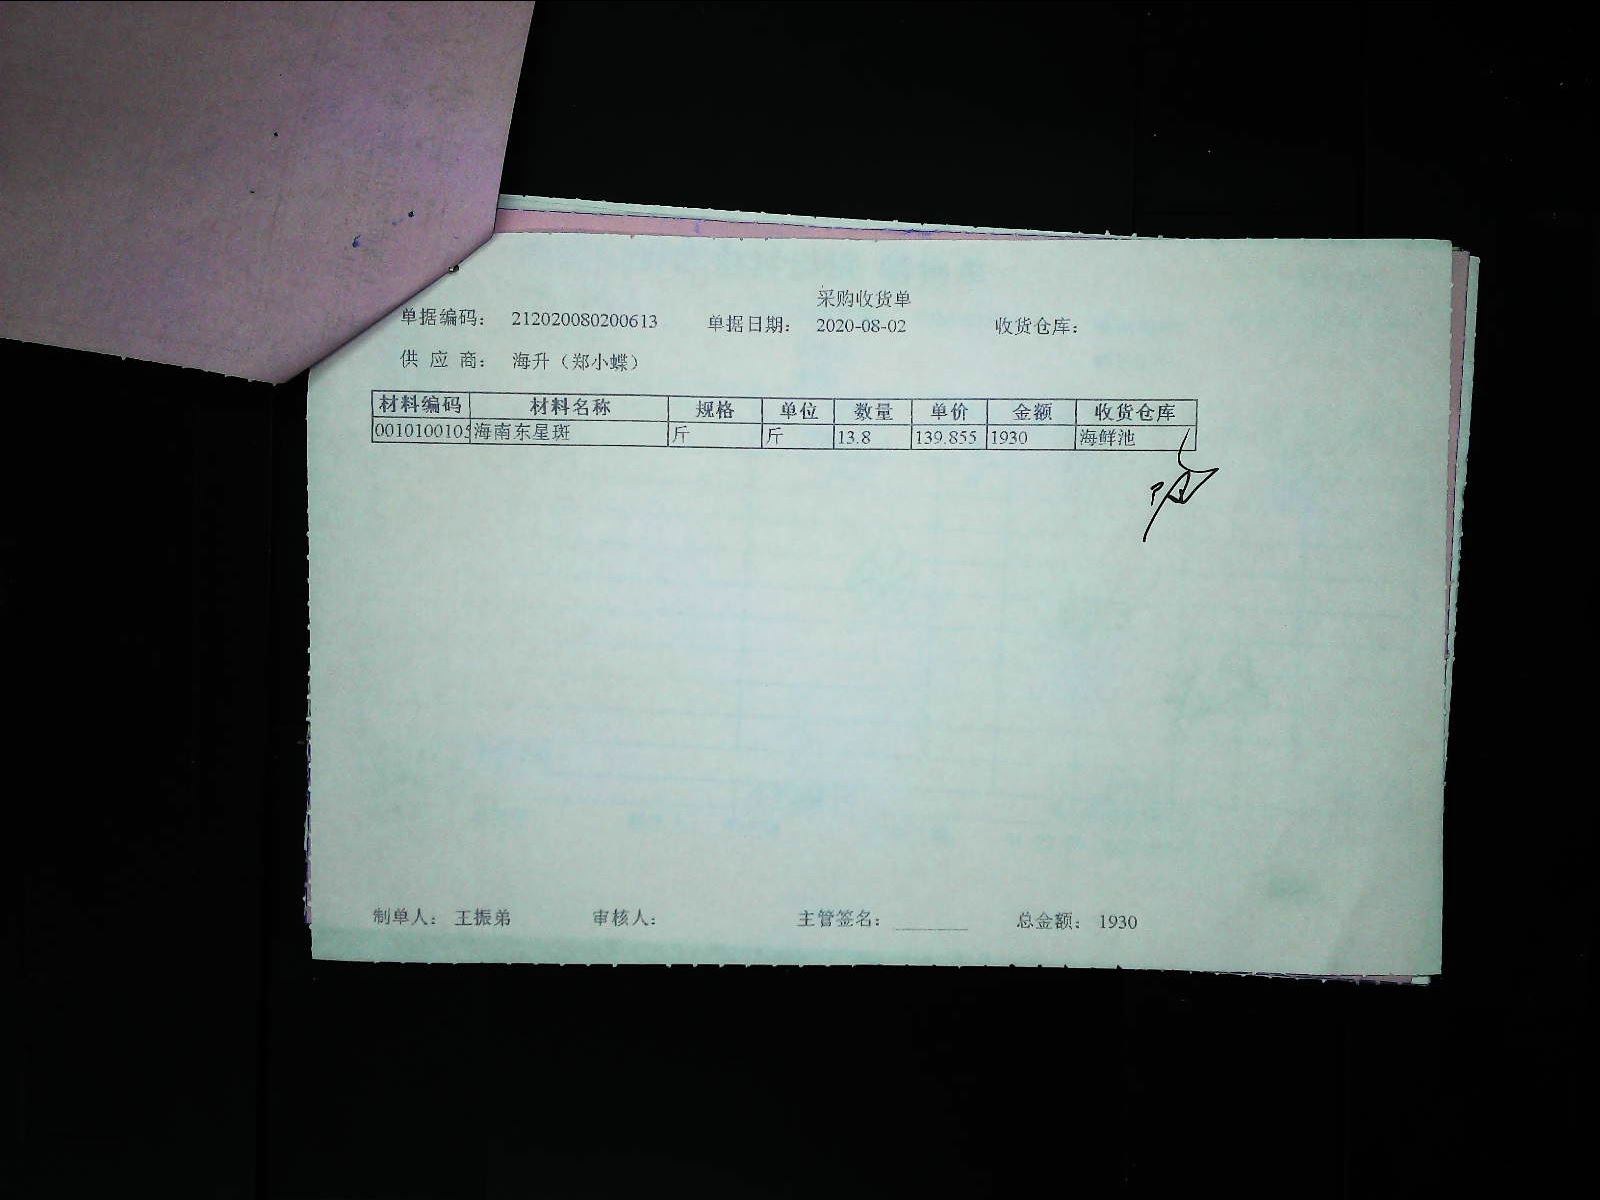 采购收货单
单据编码： 212020080200613 单据日期： 2020-08-02 收货仓库：
供 应 商： 海升（郑小蝶）
材料编码 材料名称 规格 单位 数量 单价 金额 收货仓库
0010100105 海南东星斑 斤 斤 13.8 139.855 1930 海鲜池
制单人： 王振弟 审核人： 主管签名： ________ 总金额： 1930